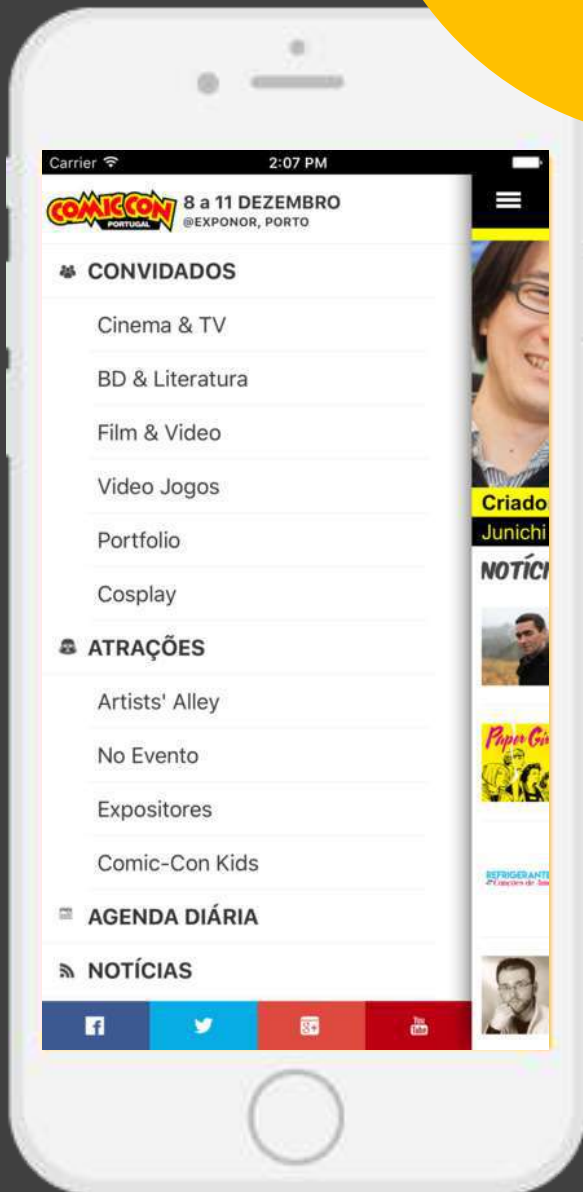 Carrier 2:07 PM
COMIC CON
PORTUGAL
8 a 11 DEZEMBRO
@EXPONOR, PORTO
CONVIDADOS
Cinema & TV
BD & Literatura
Film & Video
Video Jogos
Portfolio
Cosplay
ATRAÇÕES
Artists' Alley
No Evento
Expositores
Comic-Con Kids
AGENDA DIÁRIA
NOTÍCIAS
f
g+
You
Tube
Criado
Junichi
NOTÍCI
Paper Gi
REFRIGERANTE